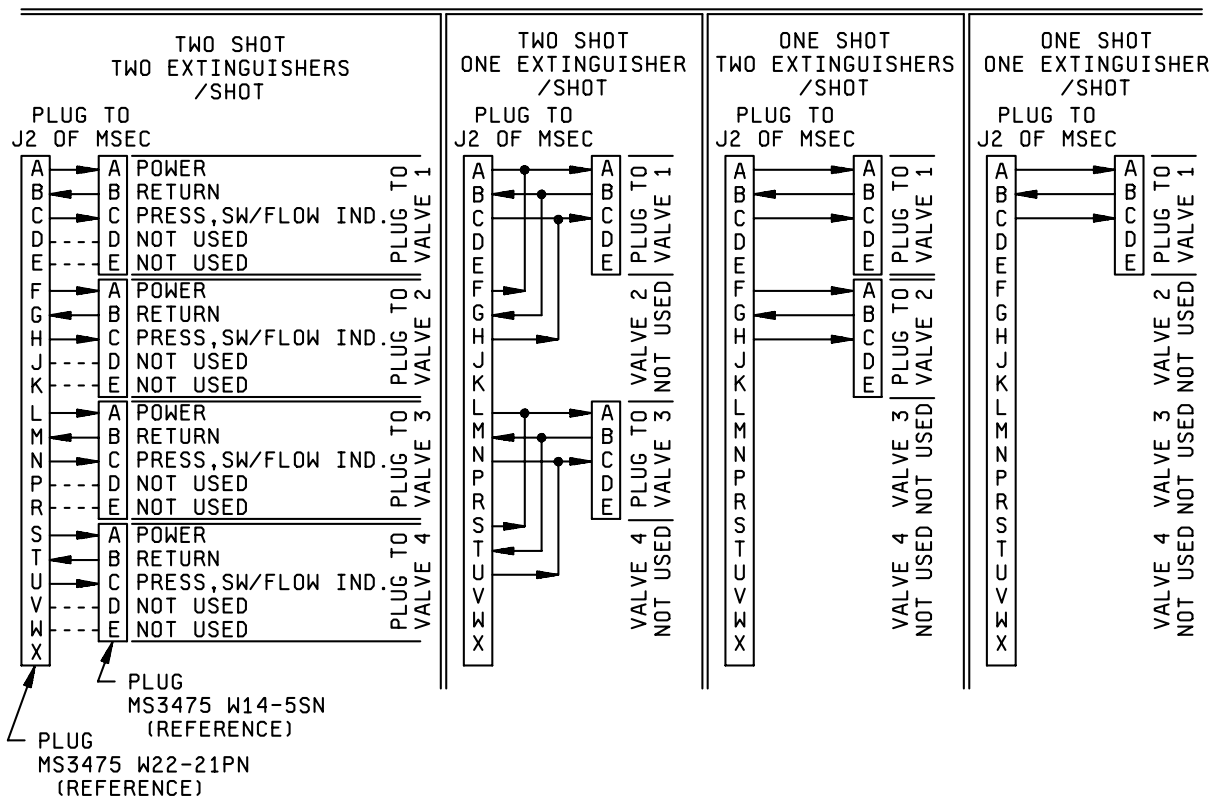 TWO SHOT
TWO EXTINGUISHERS
/SHOT
PLUG TO
J2 OF MSEC
A A POWER
B B RETURN
C C PRESS,SW/FLOW IND.
D D NOT USED
E E NOT USED
PLUG TO
VALVE 1
F A POWER
G B RETURN
H C PRESS,SW/FLOW IND.
J D NOT USED
K E NOT USED
PLUG TO
VALVE 2
L A POWER
M B RETURN
N C PRESS,SW/FLOW IND.
P D NOT USED
R E NOT USED
PLUG TO
VALVE 3
S A POWER
T B RETURN
U C PRESS,SW/FLOW IND.
V D NOT USED
W E NOT USED
X
PLUG TO
VALVE 4
PLUG
MS3475 W14-5SN
(REFERENCE)
PLUG
MS3475 W22-21PN
(REFERENCE)
TWO SHOT
ONE EXTINGUISHER
/SHOT
PLUG TO
J2 OF MSEC
A A
B B
C C
D D
E E
PLUG TO
VALVE 1
F
G
H
J
K
VALVE 2
NOT USED
L A
M B
N C
P D
R E
PLUG TO
VALVE 3
S
T
U
V
W
X
VALVE 4
NOT USED
ONE SHOT
TWO EXTINGUISHERS
/SHOT
PLUG TO
J2 OF MSEC
A A
B B
C C
D D
E E
PLUG TO
VALVE 1
F A
G B
H C
J D
K E
PLUG TO
VALVE 2
L
M
N
P
R
VALVE 3
NOT USED
S
T
U
V
W
X
VALVE 4
NOT USED
ONE SHOT
ONE EXTINGUISHER
/SHOT
PLUG TO
J2 OF MSEC
A A
B B
C C
D D
E E
PLUG TO
VALVE 1
F
G
H
J
K
VALVE 2
NOT USED
L
M
N
P
R
VALVE 3
NOT USED
S
T
U
V
W
X
VALVE 4
NOT USED